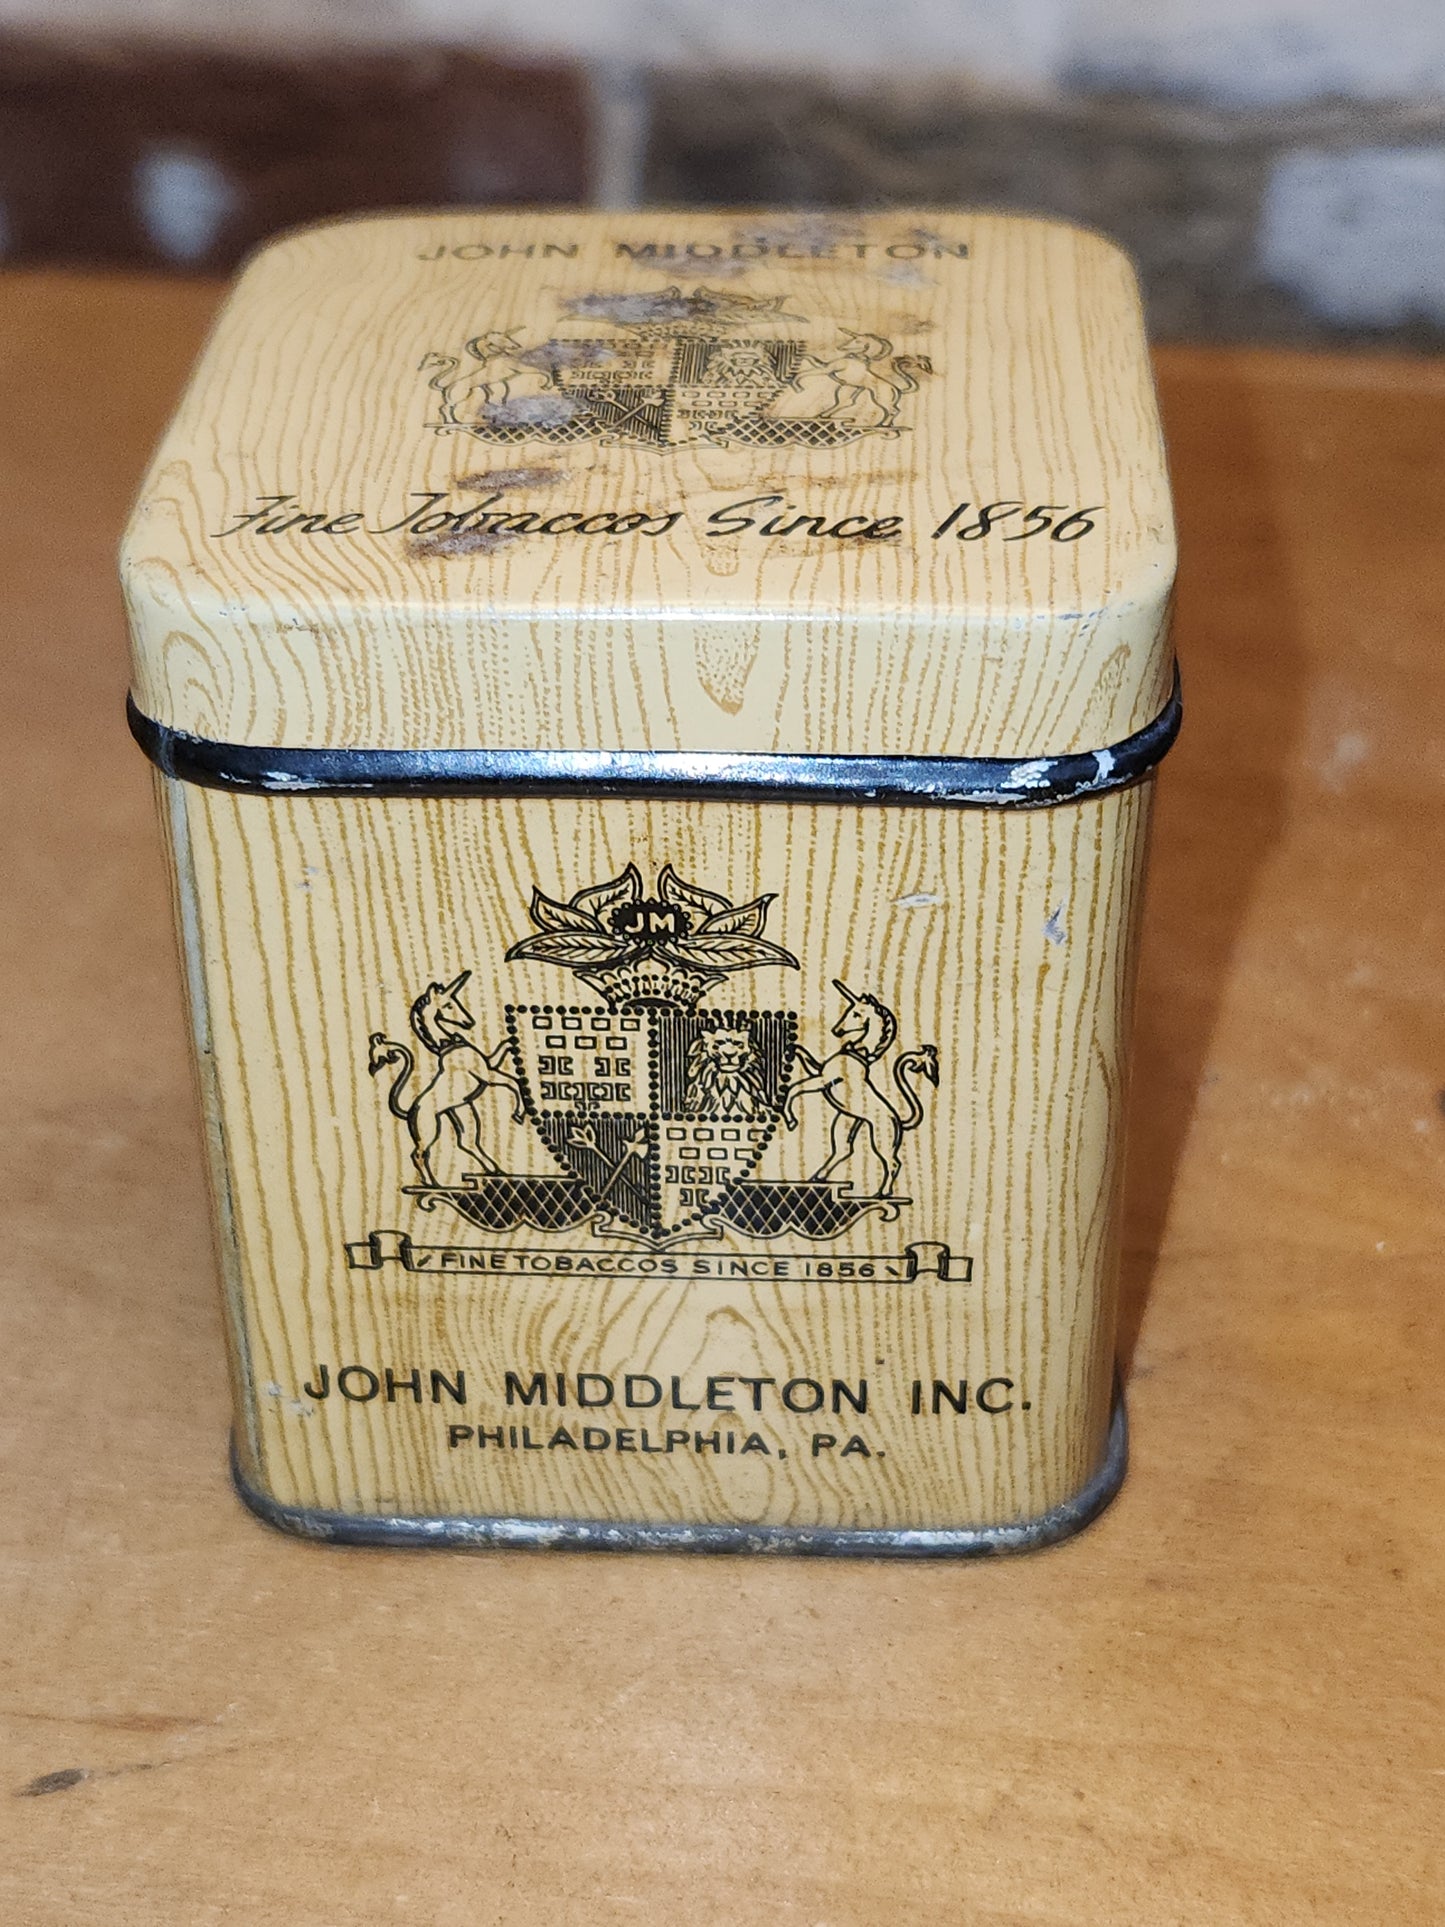 JOHN MIDDLETON
Fine Tobaccos Since 1856
JM
FINE TOBACCOS SINCE 1856
JOHN MIDDLETON INC.
PHILADELPHIA, PA.